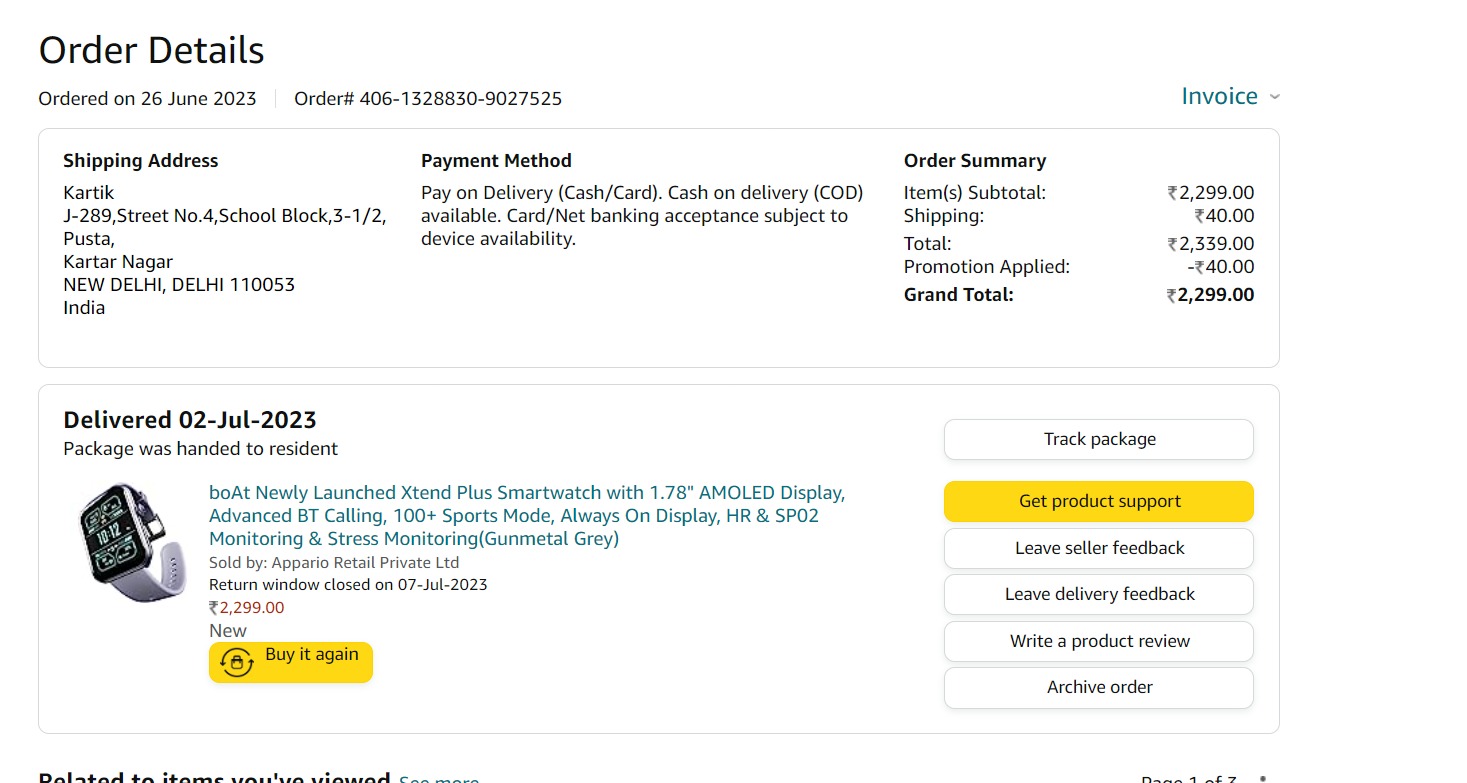 Order Details
Ordered on 26 June 2023
Order# 406-1328830-9027525
Invoice
Shipping Address
Kartik
J-289,Street No.4,School Block,3-1/2,
Pusta,
Kartar Nagar
NEW DELHI, DELHI 110053
India
Payment Method
Pay on Delivery (Cash/Card). Cash on delivery (COD)
available. Card/Net banking acceptance subject to
device availability.
Order Summary
Item(s) Subtotal: ₹2,299.00
Shipping: ₹40.00
Total: ₹2,339.00
Promotion Applied: -₹40.00
Grand Total: ₹2,299.00
Delivered 02-Jul-2023
Package was handed to resident
10:12
boAt Newly Launched Xtend Plus Smartwatch with 1.78" AMOLED Display,
Advanced BT Calling, 100+ Sports Mode, Always On Display, HR & SP02
Monitoring & Stress Monitoring(Gunmetal Grey)
Sold by: Appario Retail Private Ltd
Return window closed on 07-Jul-2023
₹2,299.00
New
Buy it again
Track package
Get product support
Leave seller feedback
Leave delivery feedback
Write a product review
Archive order
Related to items you've viewed See more
Page 1 of 3